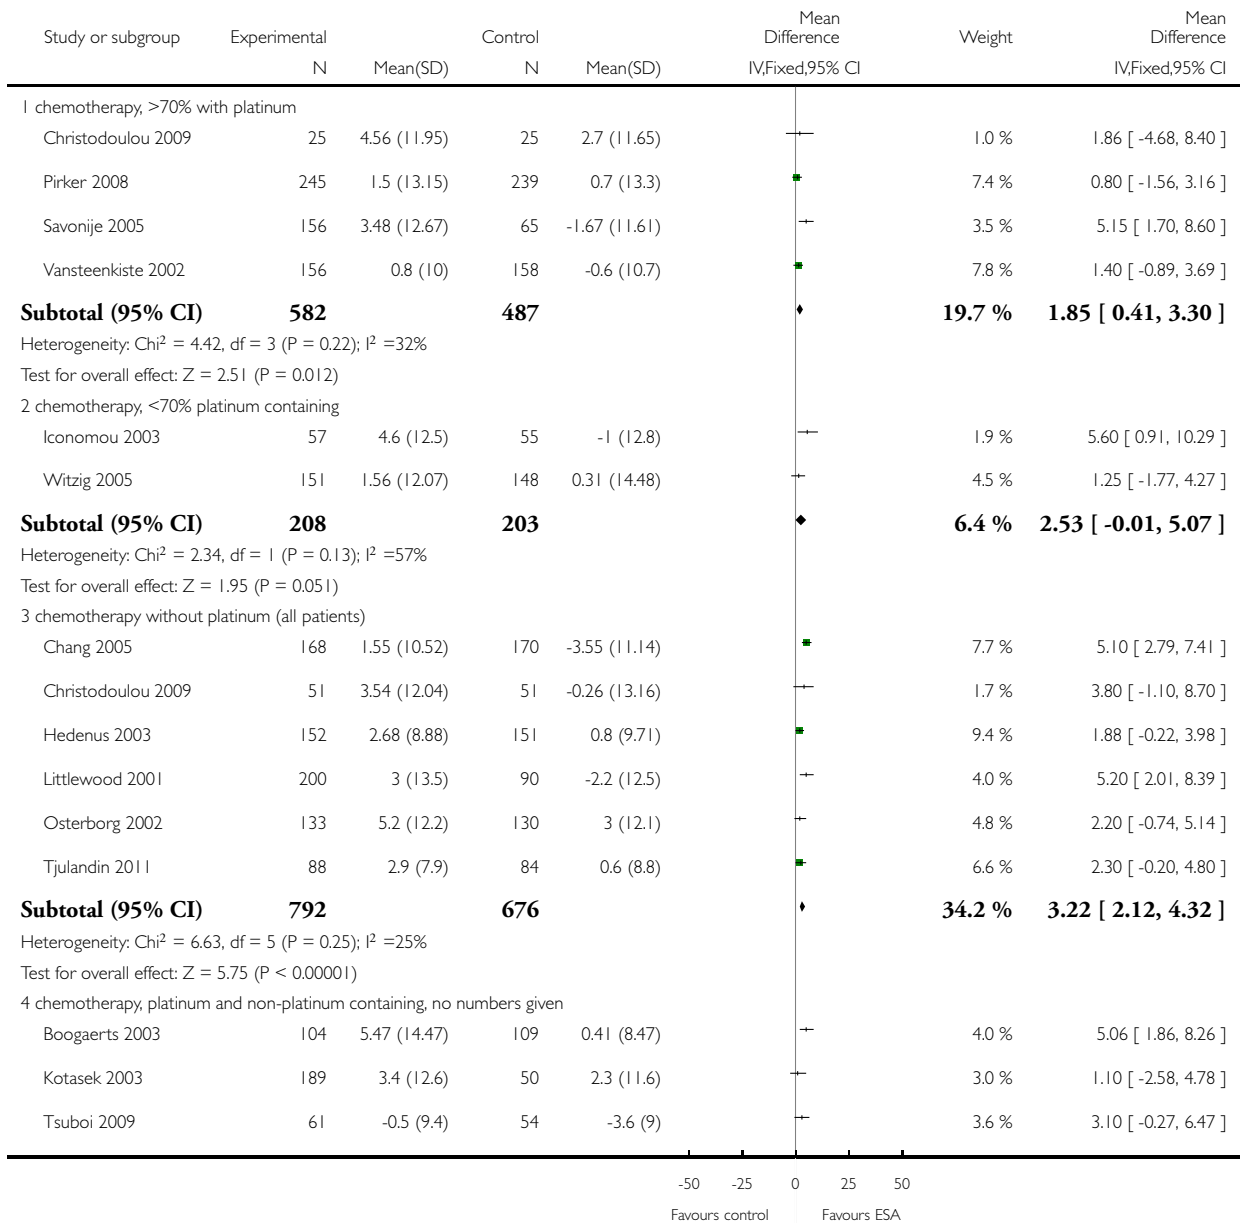 Study or subgroup Experimental Control Mean Difference Weight Mean Difference
N Mean(SD) N Mean(SD) IV,Fixed,95% CI IV,Fixed,95% CI
1 chemotherapy, >70% with platinum
Christodoulou 2009 25 4.56 (11.95) 25 2.7 (11.65) 1.0 % 1.86 [ -4.68, 8.40 ]
Pirker 2008 245 1.5 (13.15) 239 0.7 (13.3) 7.4 % 0.80 [ -1.56, 3.16 ]
Savonije 2005 156 3.48 (12.67) 65 -1.67 (11.61) 3.5 % 5.15 [ 1.70, 8.60 ]
Vansteenkiste 2002 156 0.8 (10) 158 -0.6 (10.7) 7.8 % 1.40 [ -0.89, 3.69 ]
Subtotal (95% CI) 582 487 19.7 % 1.85 [ 0.41, 3.30 ]
Heterogeneity: Chi² = 4.42, df = 3 (P = 0.22); I² =32%
Test for overall effect: Z = 2.51 (P = 0.012)
2 chemotherapy, <70% platinum containing
Iconomou 2003 57 4.6 (12.5) 55 -1 (12.8) 1.9 % 5.60 [ 0.91, 10.29 ]
Witzig 2005 151 1.56 (12.07) 148 0.31 (14.48) 4.5 % 1.25 [ -1.77, 4.27 ]
Subtotal (95% CI) 208 203 6.4 % 2.53 [ -0.01, 5.07 ]
Heterogeneity: Chi² = 2.34, df = 1 (P = 0.13); I² =57%
Test for overall effect: Z = 1.95 (P = 0.051)
3 chemotherapy without platinum (all patients)
Chang 2005 168 1.55 (10.52) 170 -3.55 (11.14) 7.7 % 5.10 [ 2.79, 7.41 ]
Christodoulou 2009 51 3.54 (12.04) 51 -0.26 (13.16) 1.7 % 3.80 [ -1.10, 8.70 ]
Hedenus 2003 152 2.68 (8.88) 151 0.8 (9.71) 9.4 % 1.88 [ -0.22, 3.98 ]
Littlewood 2001 200 3 (13.5) 90 -2.2 (12.5) 4.0 % 5.20 [ 2.01, 8.39 ]
Osterborg 2002 133 5.2 (12.2) 130 3 (12.1) 4.8 % 2.20 [ -0.74, 5.14 ]
Tjulandin 2011 88 2.9 (7.9) 84 0.6 (8.8) 6.6 % 2.30 [ -0.20, 4.80 ]
Subtotal (95% CI) 792 676 34.2 % 3.22 [ 2.12, 4.32 ]
Heterogeneity: Chi² = 6.63, df = 5 (P = 0.25); I² =25%
Test for overall effect: Z = 5.75 (P < 0.00001)
4 chemotherapy, platinum and non-platinum containing, no numbers given
Boogaerts 2003 104 5.47 (14.47) 109 0.41 (8.47) 4.0 % 5.06 [ 1.86, 8.26 ]
Kotasek 2003 189 3.4 (12.6) 50 2.3 (11.6) 3.0 % 1.10 [ -2.58, 4.78 ]
Tsuboi 2009 61 -0.5 (9.4) 54 -3.6 (9) 3.6 % 3.10 [ -0.27, 6.47 ]
-50 -25 0 25 50
Favours control Favours ESA